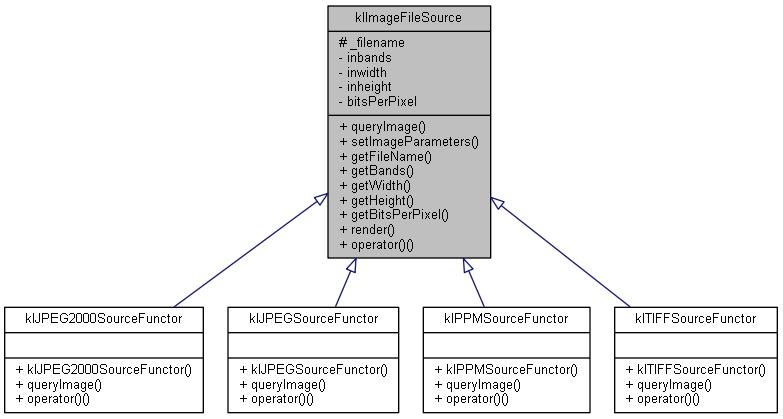 klImageFileSource
# _filename
- inbands
- inwidth
- inheight
- bitsPerPixel
+ queryImage()
+ setImageParameters()
+ getFileName()
+ getBands()
+ getWidth()
+ getHeight()
+ getBitsPerPixel()
+ render()
+ operator()()
klJPEG2000SourceFunctor
+ klJPEG2000SourceFunctor()
+ queryImage()
+ operator()()
klJPEGSourceFunctor
+ klJPEGSourceFunctor()
+ queryImage()
+ operator()()
klPPMSourceFunctor
+ klPPMSourceFunctor()
+ queryImage()
+ operator()()
klTIFFSourceFunctor
+ klTIFFSourceFunctor()
+ queryImage()
+ operator()()